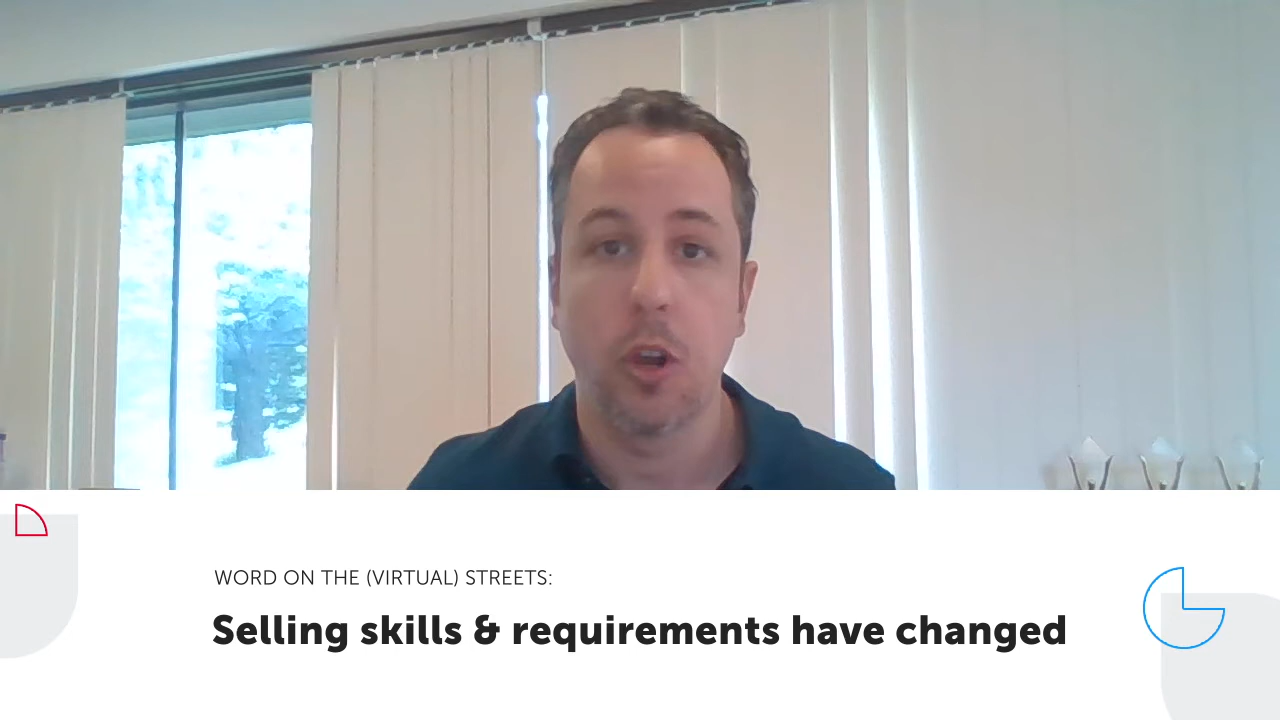 WORD ON THE (VIRTUAL) STREETS:
Selling skills & requirements have changed